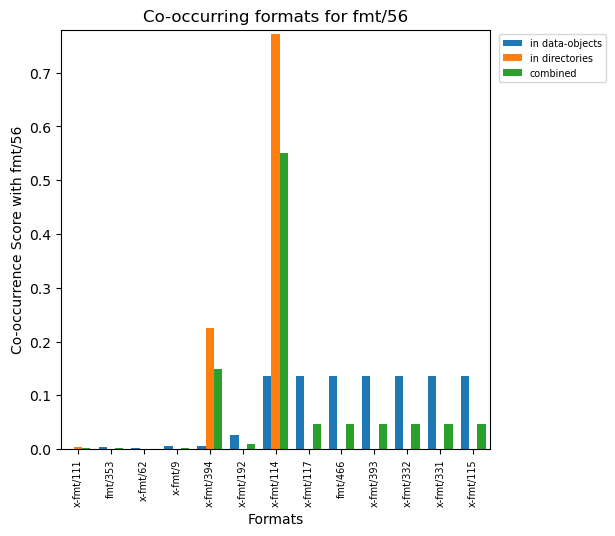 Co-occurring formats for fmt/56
in data-objects
in directories
combined
Co-occurrence Score with fmt/56
0.7
0.6
0.5
0.4
0.3
0.2
0.1
0.0
x-fmt/111
fmt/353
x-fmt/62
x-fmt/9
x-fmt/394
x-fmt/192
x-fmt/114
x-fmt/117
fmt/466
x-fmt/393
x-fmt/332
x-fmt/331
x-fmt/115
Formats